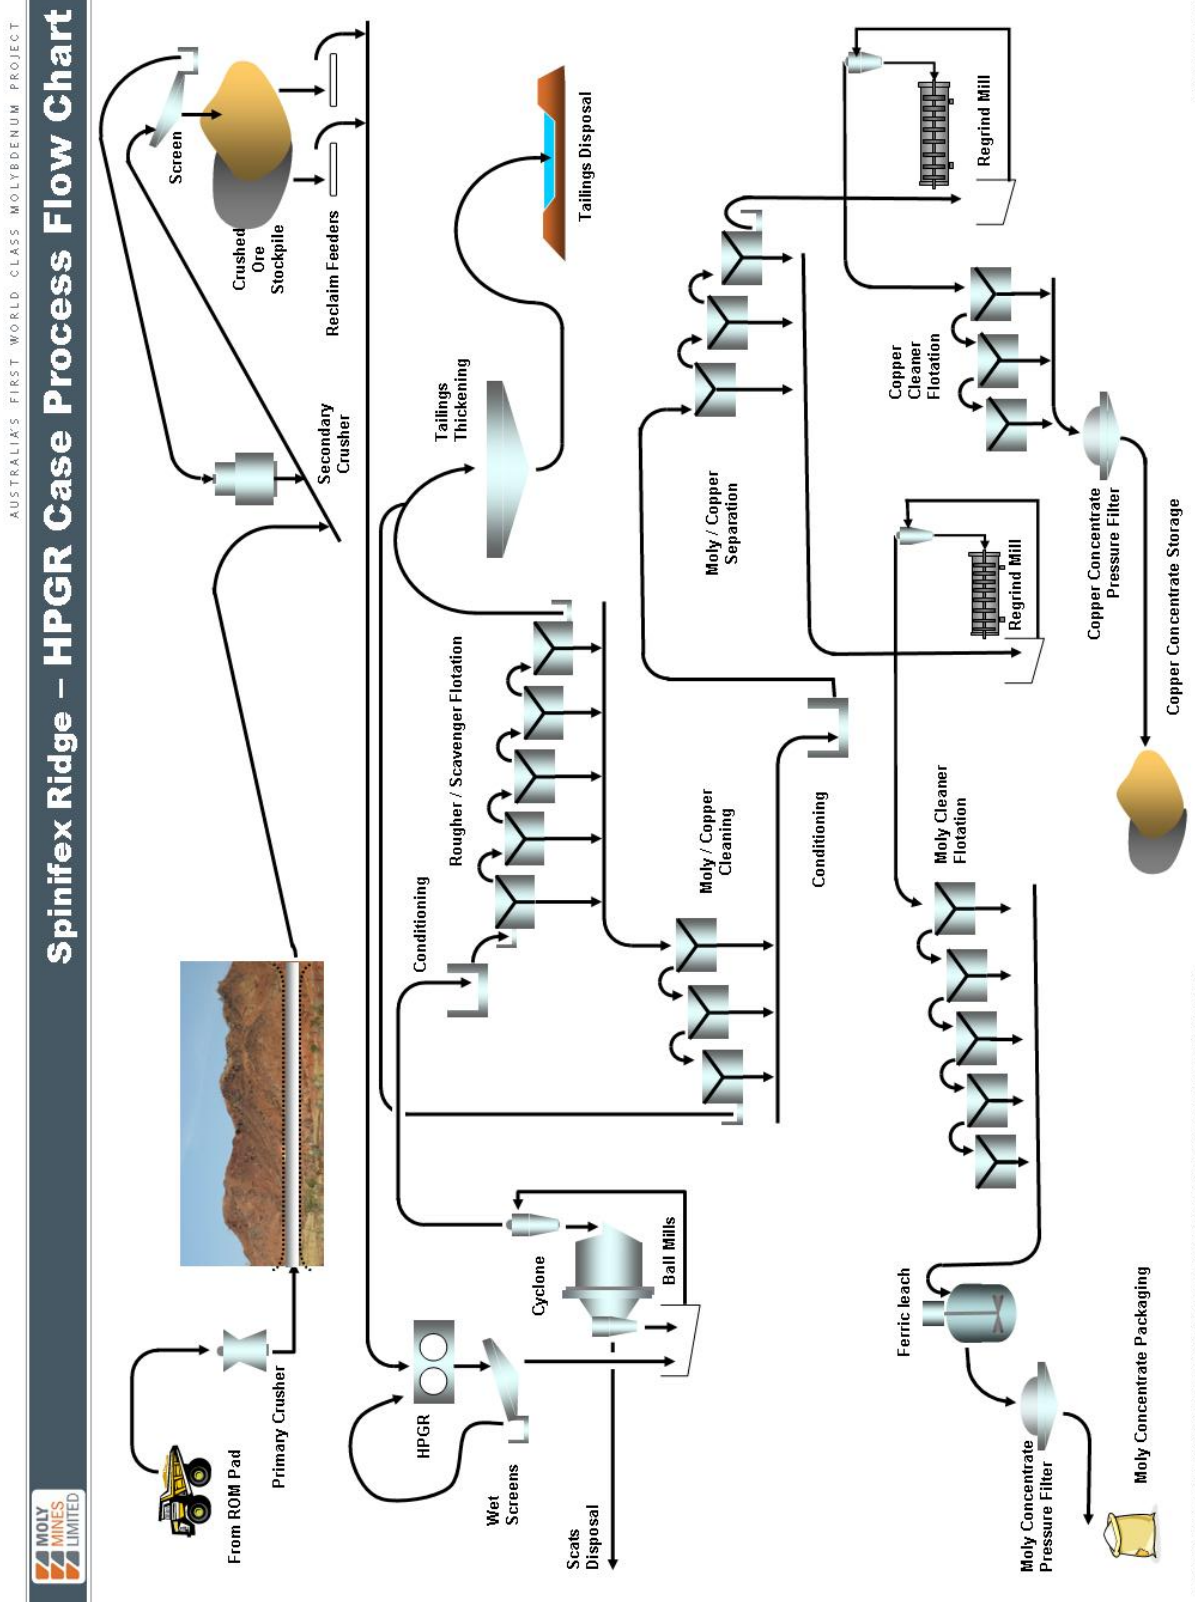 MOLY
MINES
LIMITED
AUSTRALIA'S FIRST WORLD CLASS MOLYBDENUM PROJECT
Spinifex Ridge – HPGR Case Process Flow Chart
From ROM Pad
Primary Crusher
Secondary
Crusher
Screen
Crushed
Ore
Stockpile
Reclaim Feeders
HPGR
Wet
Screens
Scats
Disposal
Cyclone
Ball Mills
Conditioning
Rougher / Scavenger Flotation
Tailings
Thickening
Tailings Disposal
Moly / Copper
Cleaning
Conditioning
Moly / Copper
Separation
Regrind Mill
Copper
Cleaner
Flotation
Regrind Mill
Moly Cleaner
Flotation
Ferric leach
Moly Concentrate
Pressure Filter
Moly Concentrate Packaging
Copper Concentrate
Pressure Filter
Copper Concentrate Storage